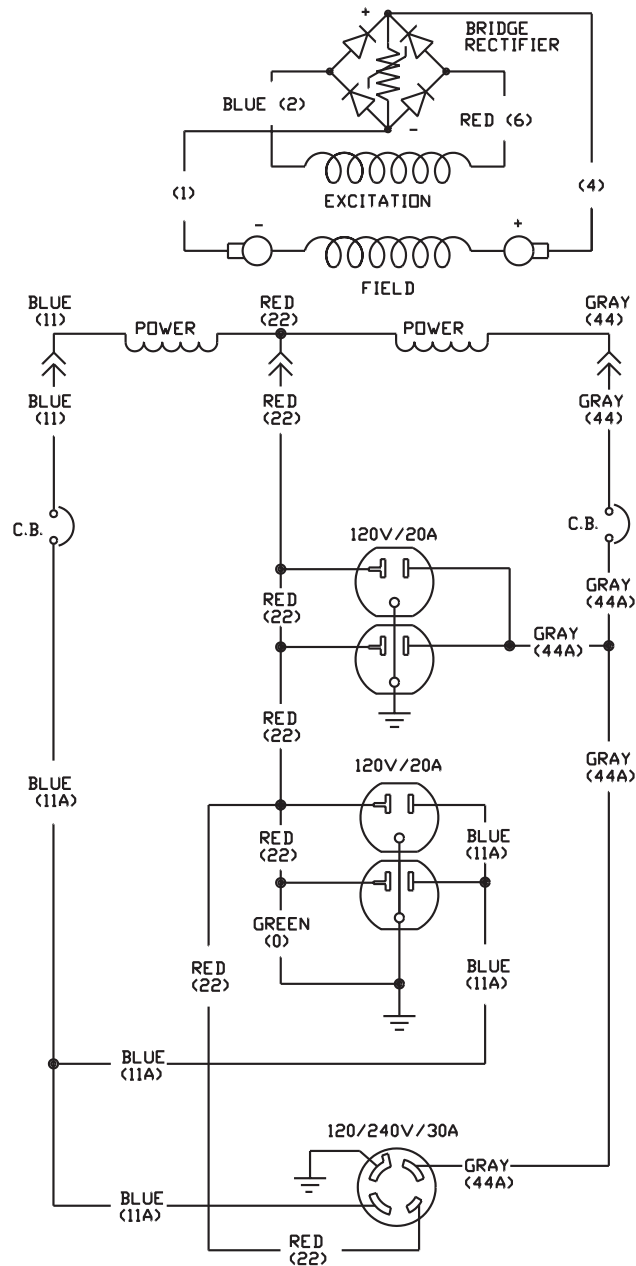 +
BRIDGE
RECTIFIER
BLUE (2)
RED (6)
-
(1)
(4)
EXCITATION
-
+
FIELD
BLUE
(11)
RED
(22)
GRAY
(44)
POWER
POWER
BLUE
(11)
RED
(22)
GRAY
(44)
C.B.
C.B.
120V/20A
RED
(22)
GRAY
(44A)
GRAY
(44A)
RED
(22)
120V/20A
GRAY
(44A)
BLUE
(11A)
RED
(22)
BLUE
(11A)
GREEN
(0)
RED
(22)
BLUE
(11A)
BLUE
(11A)
120/240V/30A
GRAY
(44A)
BLUE
(11A)
RED
(22)